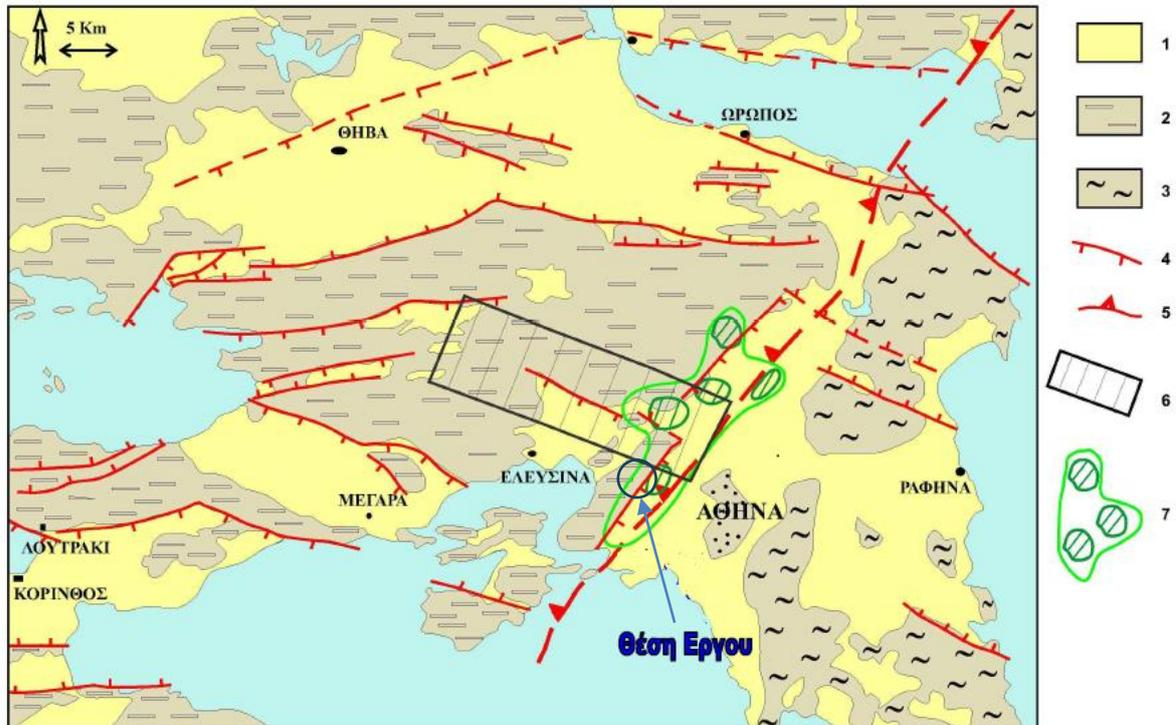 5 Km
ΘΗΒΑ
ΩΡΩΠΟΣ
ΕΛΕΥΣΙΝΑ
ΜΕΓΑΡΑ
ΑΘΗΝΑ
ΡΑΦΗΝΑ
ΛΟΥΤΡΑΚΙ
ΚΟΡΙΝΘΟΣ
Θέση Εργου
1
2
3
4
5
6
7